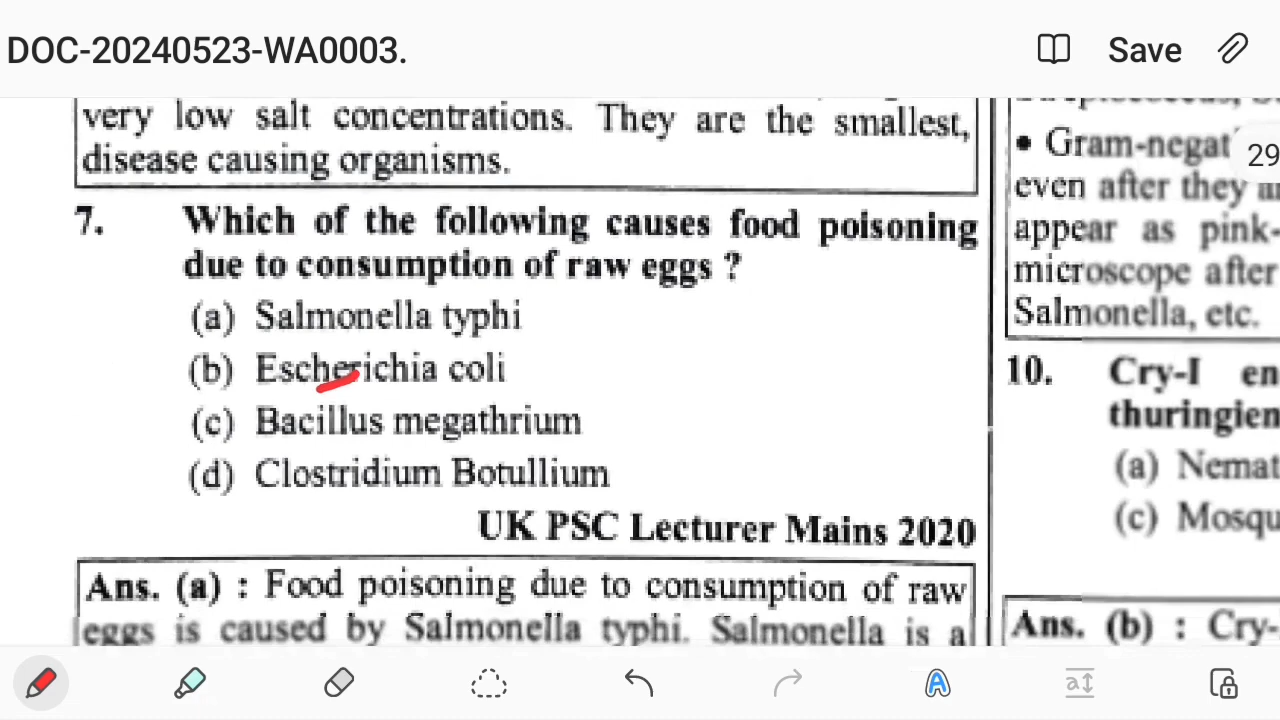 DOC-20240523-WA0003.
Save
very low salt concentrations. They are the smallest,
disease causing organisms.
7. Which of the following causes food poisoning
due to consumption of raw eggs ?
(a) Salmonella typhi
(b) Escherichia coli
(c) Bacillus megathrium
(d) Clostridium Botullium
UK PSC Lecturer Mains 2020
Ans. (a) : Food poisoning due to consumption of raw
eggs is caused by Salmonella typhi. Salmonella is a
• Gram-negat
29
even after they
appear as pink-
microscope after
Salmonella, etc.
10. Cry-I en
thuringien
(a) Nemat
(c) Mosqu
Ans. (b) : Cry-